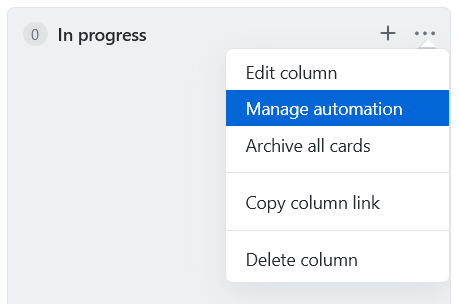 0 In progress
Edit column
Manage automation
Archive all cards
Copy column link
Delete column